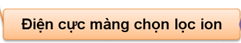 Điện cực màng chọn lọc ion